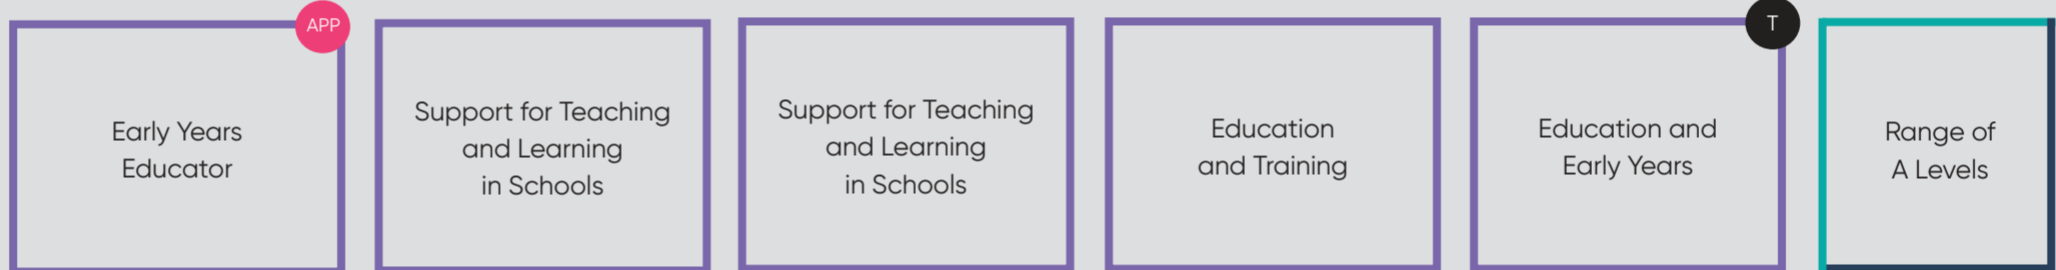 APP
Early Years
Educator
Support for Teaching
and Learning
in Schools
Support for Teaching
and Learning
in Schools
Education
and Training
T
Education and
Early Years
Range of
A Levels